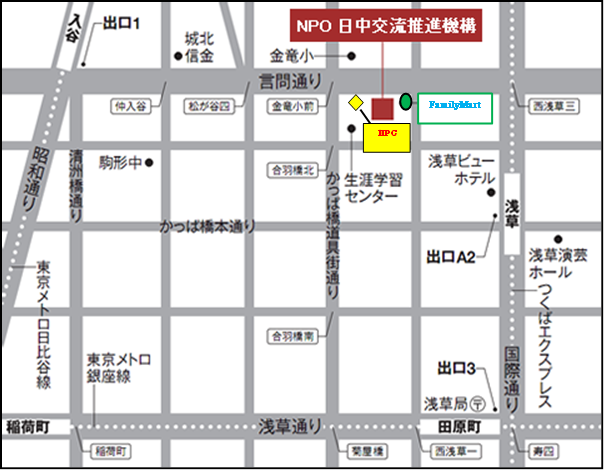 NPO 日中交流推進機構
入谷
出口1
城北
信金
金竜小
言問通り
仲入谷
松が谷四
金竜小前
西浅草三
FamilyMart
HPG
昭和通り
清洲橋通り
駒形中
合羽橋北
生涯学習
センター
浅草ビュー
ホテル
浅草
かっぱ橋本通り
かっぱ橋道具街通り
出口A2
浅草演芸
ホール
東京メトロ日比谷線
つくばエクスプレス
合羽橋南
国際通り
東京メトロ
銀座線
出口3
浅草局〒
稲荷町
浅草通り
田原町
稲荷町
菊屋橋
西浅草一
寿四